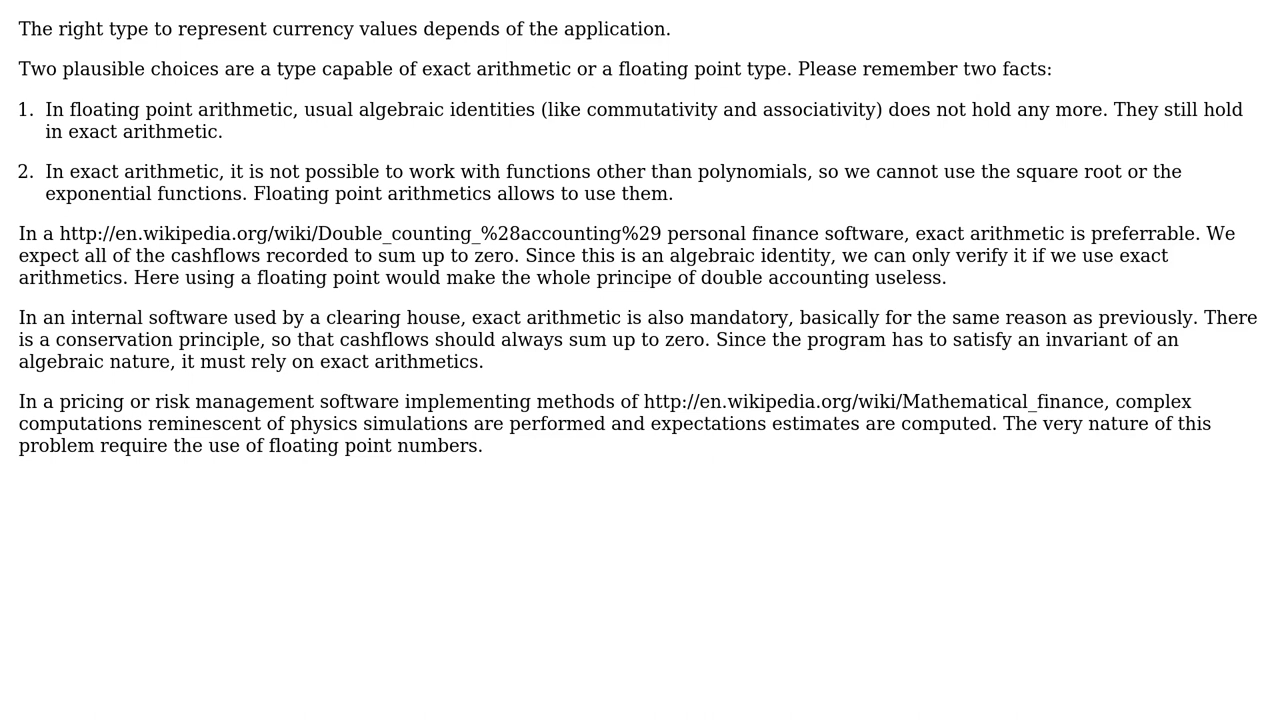 The right type to represent currency values depends of the application.
Two plausible choices are a type capable of exact arithmetic or a floating point type. Please remember two facts:
1. In floating point arithmetic, usual algebraic identities (like commutativity and associativity) does not hold any more. They still hold
in exact arithmetic.
2. In exact arithmetic, it is not possible to work with functions other than polynomials, so we cannot use the square root or the
exponential functions. Floating point arithmetics allows to use them.
In a http://en.wikipedia.org/wiki/Double_counting_%28accounting%29 personal finance software, exact arithmetic is preferrable. We
expect all of the cashflows recorded to sum up to zero. Since this is an algebraic identity, we can only verify it if we use exact
arithmetics. Here using a floating point would make the whole principe of double accounting useless.
In an internal software used by a clearing house, exact arithmetic is also mandatory, basically for the same reason as previously. There
is a conservation principle, so that cashflows should always sum up to zero. Since the program has to satisfy an invariant of an
algebraic nature, it must rely on exact arithmetics.
In a pricing or risk management software implementing methods of http://en.wikipedia.org/wiki/Mathematical_finance, complex
computations reminescent of physics simulations are performed and expectations estimates are computed. The very nature of this
problem require the use of floating point numbers.